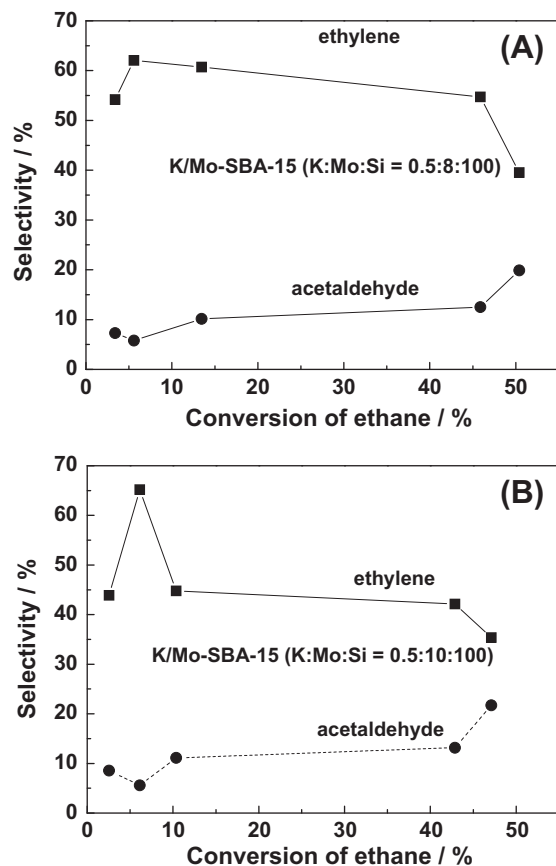 70
60
50
40
30
20
10
0
Selectivity / %
ethylene
(A)
K/Mo-SBA-15 (K:Mo:Si = 0.5:8:100)
acetaldehyde
0 10 20 30 40 50
Conversion of ethane / %
70
60
50
40
30
20
10
0
Selectivity / %
(B)
ethylene
K/Mo-SBA-15 (K:Mo:Si = 0.5:10:100)
acetaldehyde
0 10 20 30 40 50
Conversion of ethane / %